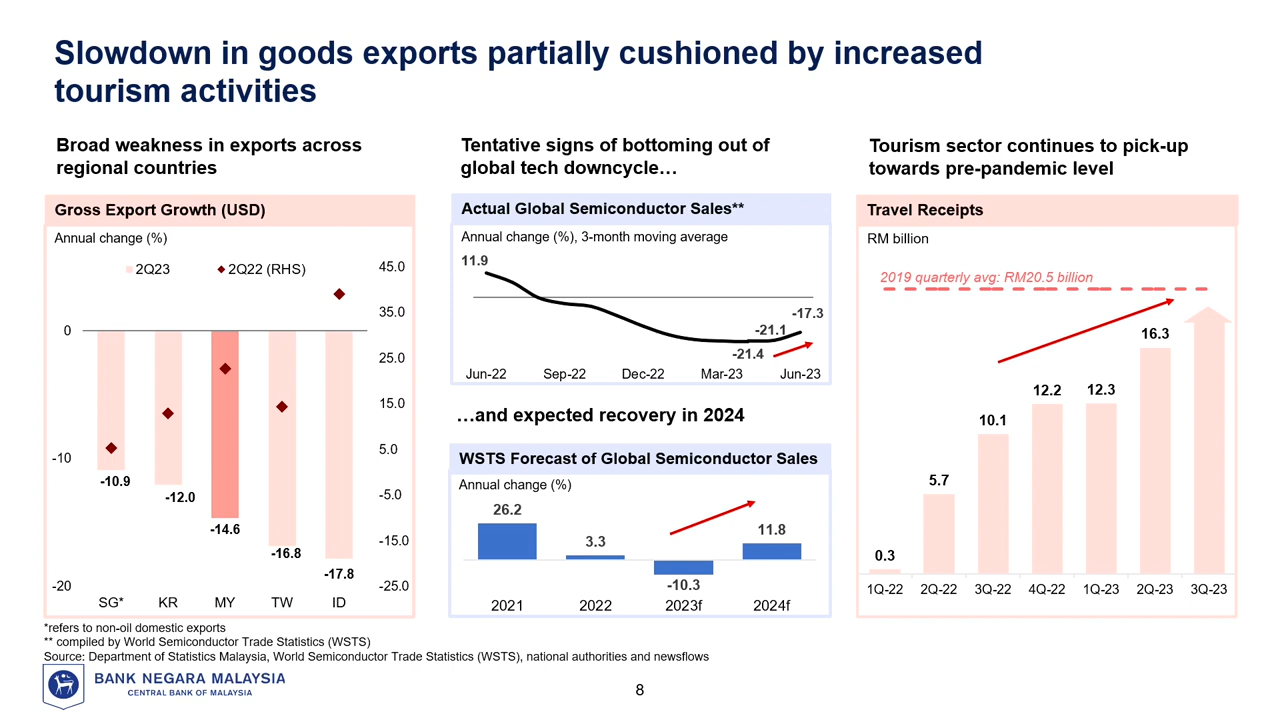 Slowdown in goods exports partially cushioned by increased
tourism activities
Broad weakness in exports across
regional countries
Gross Export Growth (USD)
Annual change (%)
2Q23
2Q22 (RHS)
45.0
35.0
25.0
15.0
5.0
-5.0
-15.0
-25.0
0
-10
-20
-10.9
-12.0
-14.6
-16.8
-17.8
SG*
KR
MY
TW
ID
Tentative signs of bottoming out of
global tech downcycle…
Actual Global Semiconductor Sales**
Annual change (%), 3-month moving average
11.9
-17.3
-21.1
-21.4
Jun-22
Sep-22
Dec-22
Mar-23
Jun-23
…and expected recovery in 2024
WSTS Forecast of Global Semiconductor Sales
Annual change (%)
26.2
3.3
-10.3
11.8
2021
2022
2023f
2024f
Tourism sector continues to pick-up
towards pre-pandemic level
Travel Receipts
RM billion
2019 quarterly avg: RM20.5 billion
0.3
5.7
10.1
12.2
12.3
16.3
1Q-22
2Q-22
3Q-22
4Q-22
1Q-23
2Q-23
3Q-23
*refers to non-oil domestic exports
** compiled by World Semiconductor Trade Statistics (WSTS)
Source: Department of Statistics Malaysia, World Semiconductor Trade Statistics (WSTS), national authorities and newsflows
BANK NEGARA MALAYSIA
CENTRAL BANK OF MALAYSIA
8